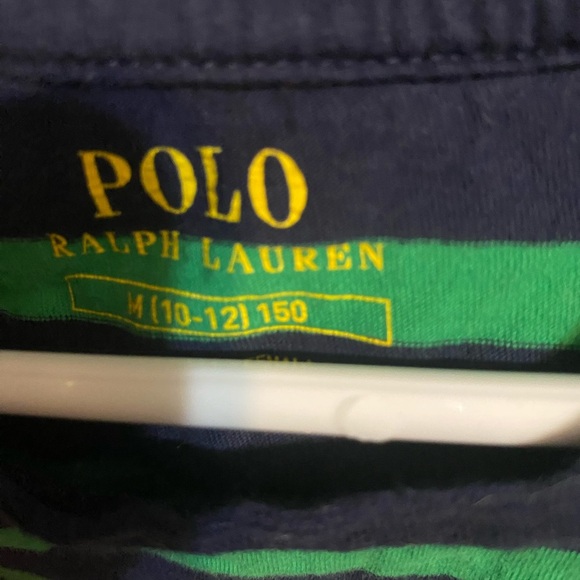 POLO
RALPH LAUREN
M (10-12) 150